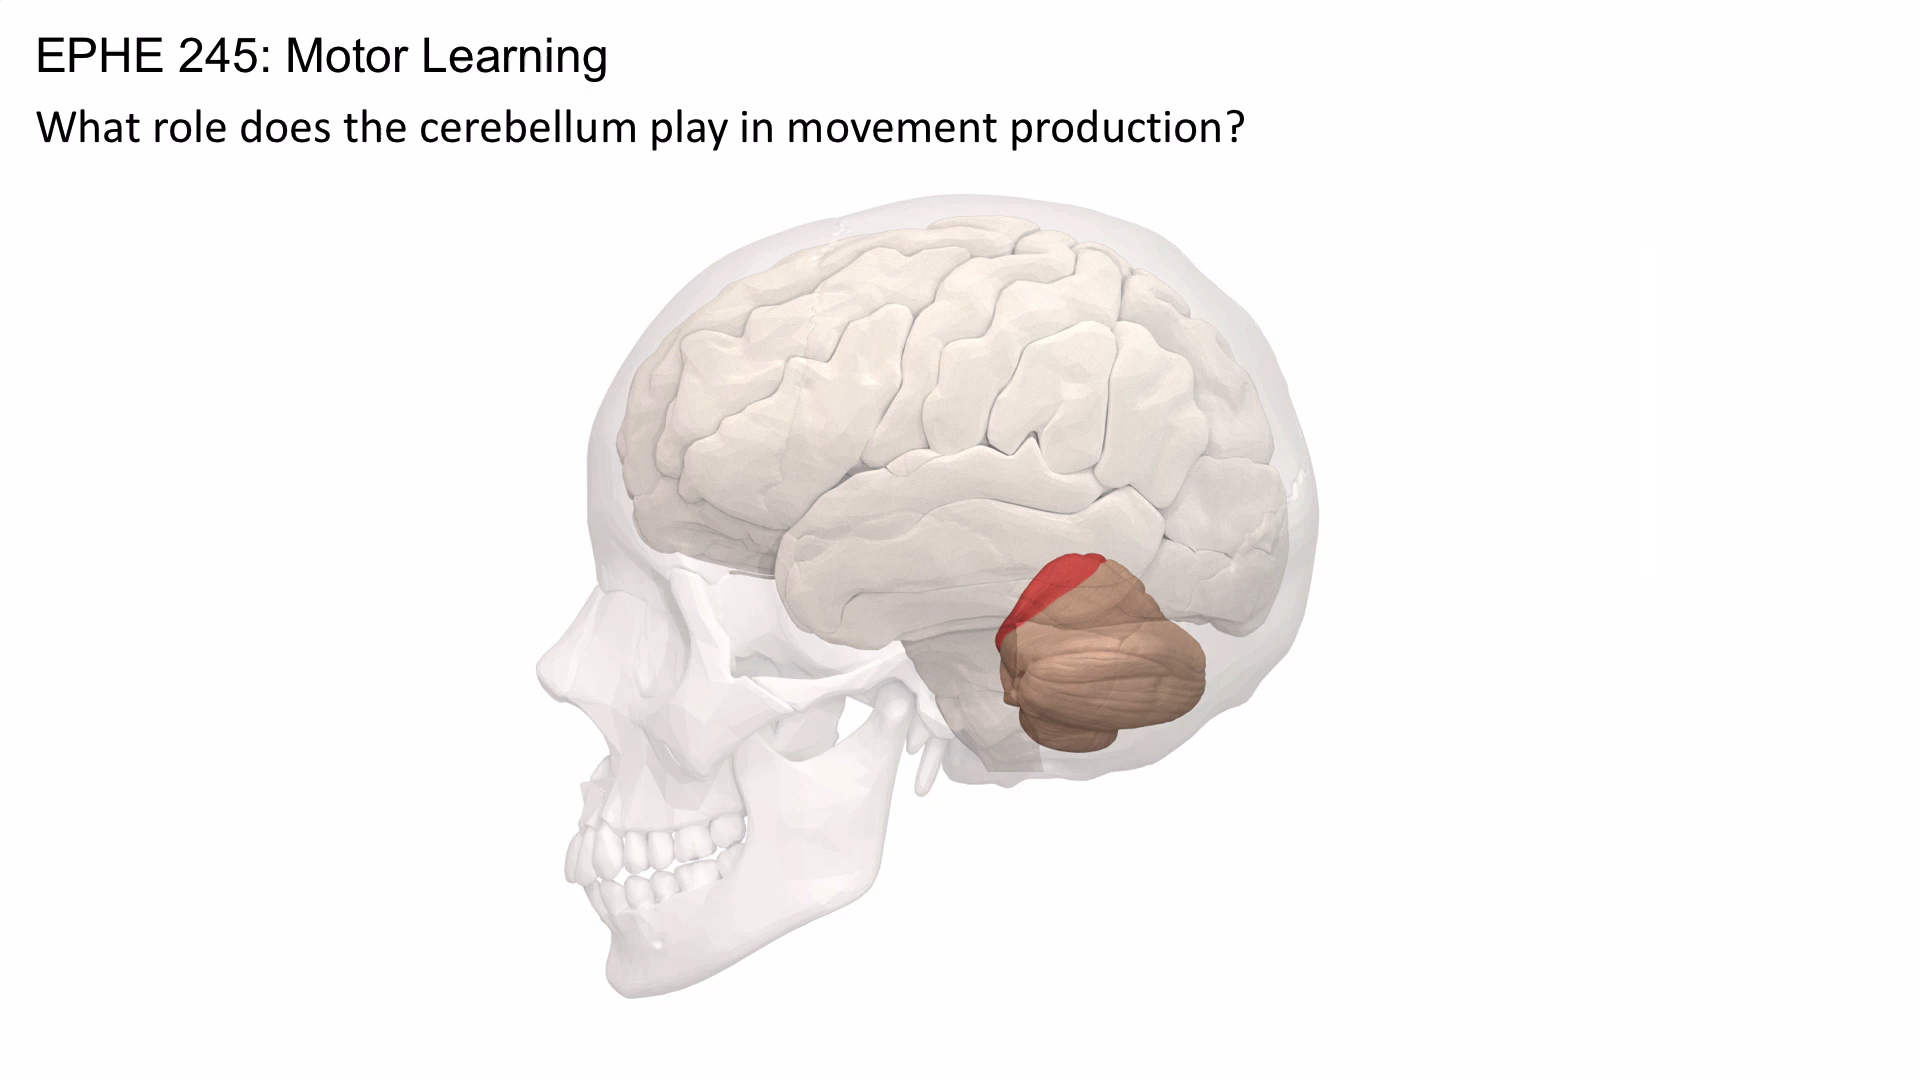 EPHE 245: Motor Learning
What role does the cerebellum play in movement production?